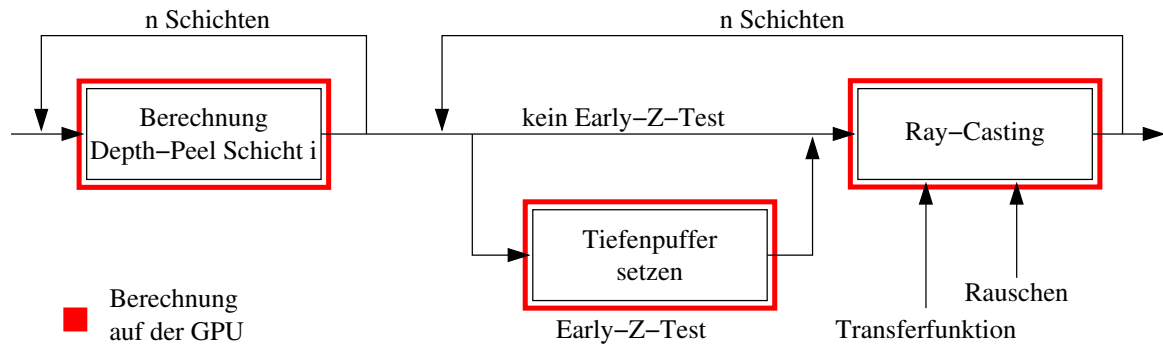 n Schichten
n Schichten
Berechnung
Depth−Peel Schicht i
kein Early−Z−Test
Ray−Casting
Tiefenpuffer
setzen
Early−Z−Test
Rauschen
Transferfunktion
Berechnung
auf der GPU